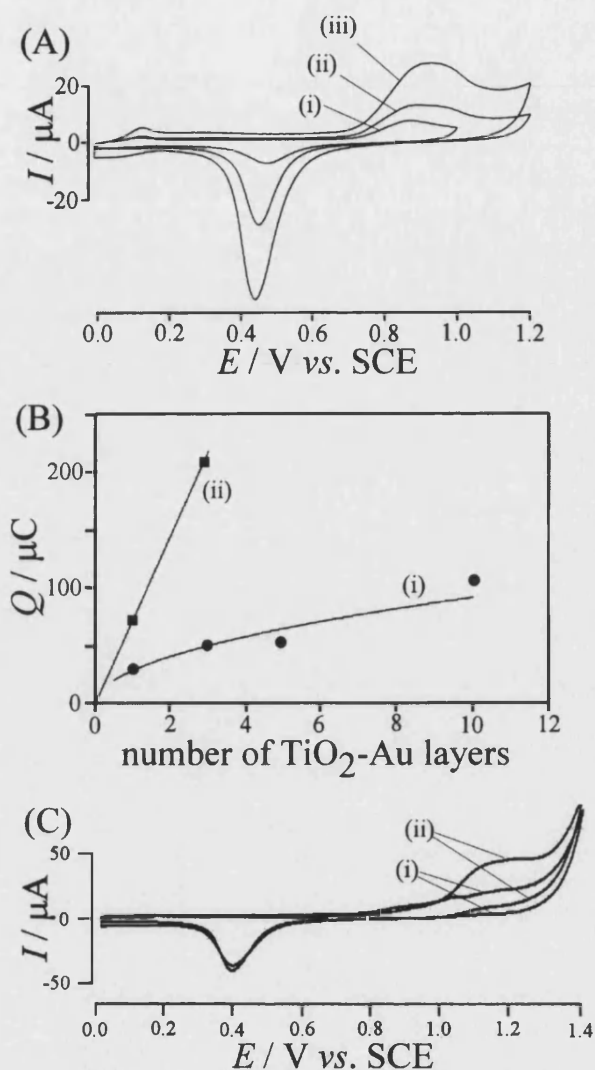 (A)
(iii)
(ii)
(i)
20
0
-20
I / μA
0.0 0.2 0.4 0.6 0.8 1.0 1.2
E / V vs. SCE
(B)
200
100
0
Q / μC
(ii)
(i)
0 2 4 6 8 10 12
number of TiO2-Au layers
(C)
(ii)
(i)
50
0
-50
I / μA
0.0 0.2 0.4 0.6 0.8 1.0 1.2 1.4
E / V vs. SCE